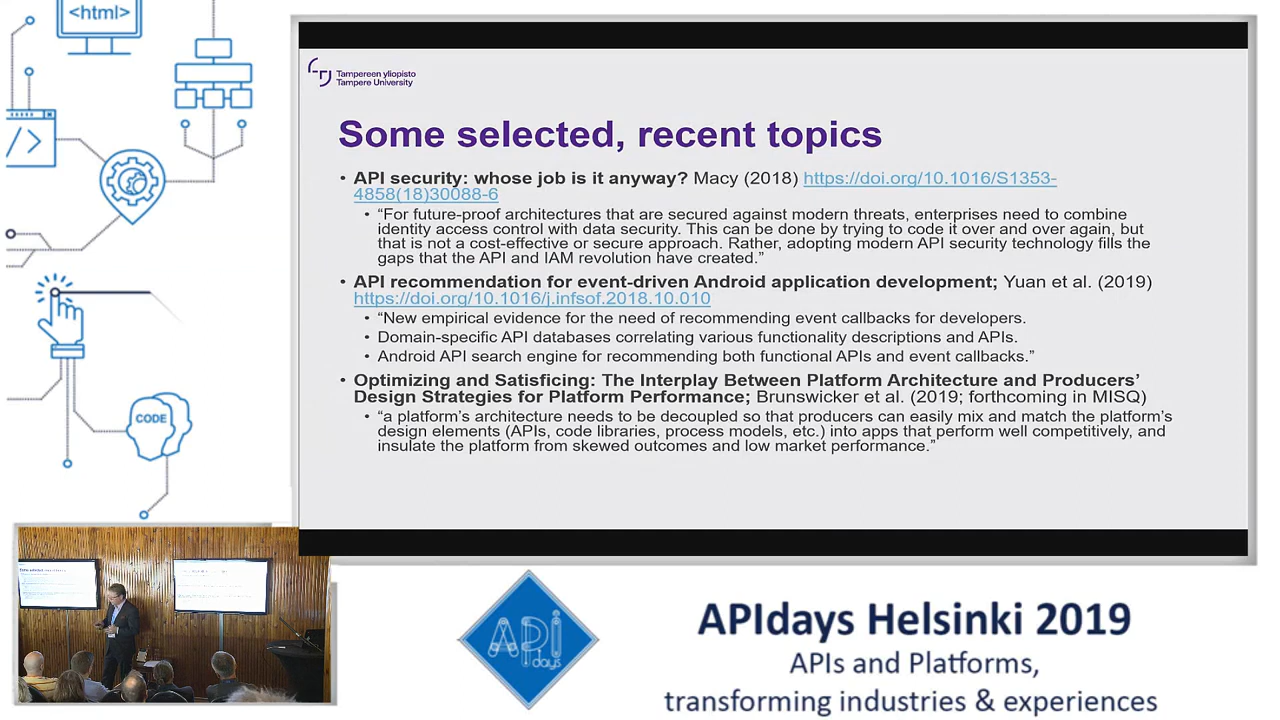 <html>
</>
CODE
Tampereen yliopisto
Tampere University
Some selected, recent topics
• API security: whose job is it anyway? Macy (2018) https://doi.org/10.1016/S1353-
4858(18)30088-6
• “For future-proof architectures that are secured against modern threats, enterprises need to combine
identity access control with data security. This can be done by trying to code it over and over again, but
that is not a cost-effective or secure approach. Rather, adopting modern API security technology fills the
gaps that the API and IAM revolution have created.”
• API recommendation for event-driven Android application development; Yuan et al. (2019)
https://doi.org/10.1016/j.infsof.2018.10.010
• “New empirical evidence for the need of recommending event callbacks for developers.
• Domain-specific API databases correlating various functionality descriptions and APIs.
• Android API search engine for recommending both functional APIs and event callbacks.”
• Optimizing and Satisficing: The Interplay Between Platform Architecture and Producers’
Design Strategies for Platform Performance; Brunswicker et al. (2019; forthcoming in MISQ)
• “a platform’s architecture needs to be decoupled so that producers can easily mix and match the platform’s
design elements (APIs, code libraries, process models, etc.) into apps that perform well competitively, and
insulate the platform from skewed outcomes and low market performance.”
API
days
APIdays Helsinki 2019
APIs and Platforms,
transforming industries & experiences